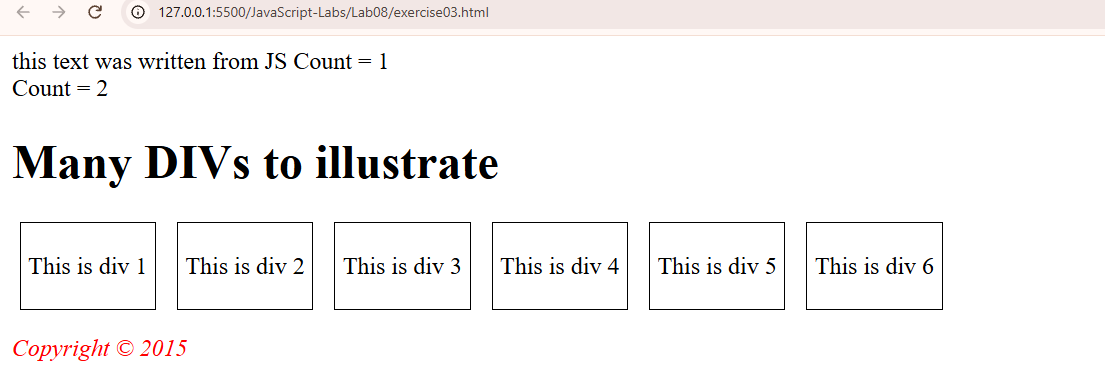 127.0.0.1:5500/JavaScript-Labs/Lab08/exercise03.html
this text was written from JS Count = 1
Count = 2
Many DIVs to illustrate
This is div 1 This is div 2 This is div 3 This is div 4 This is div 5 This is div 6
Copyright © 2015